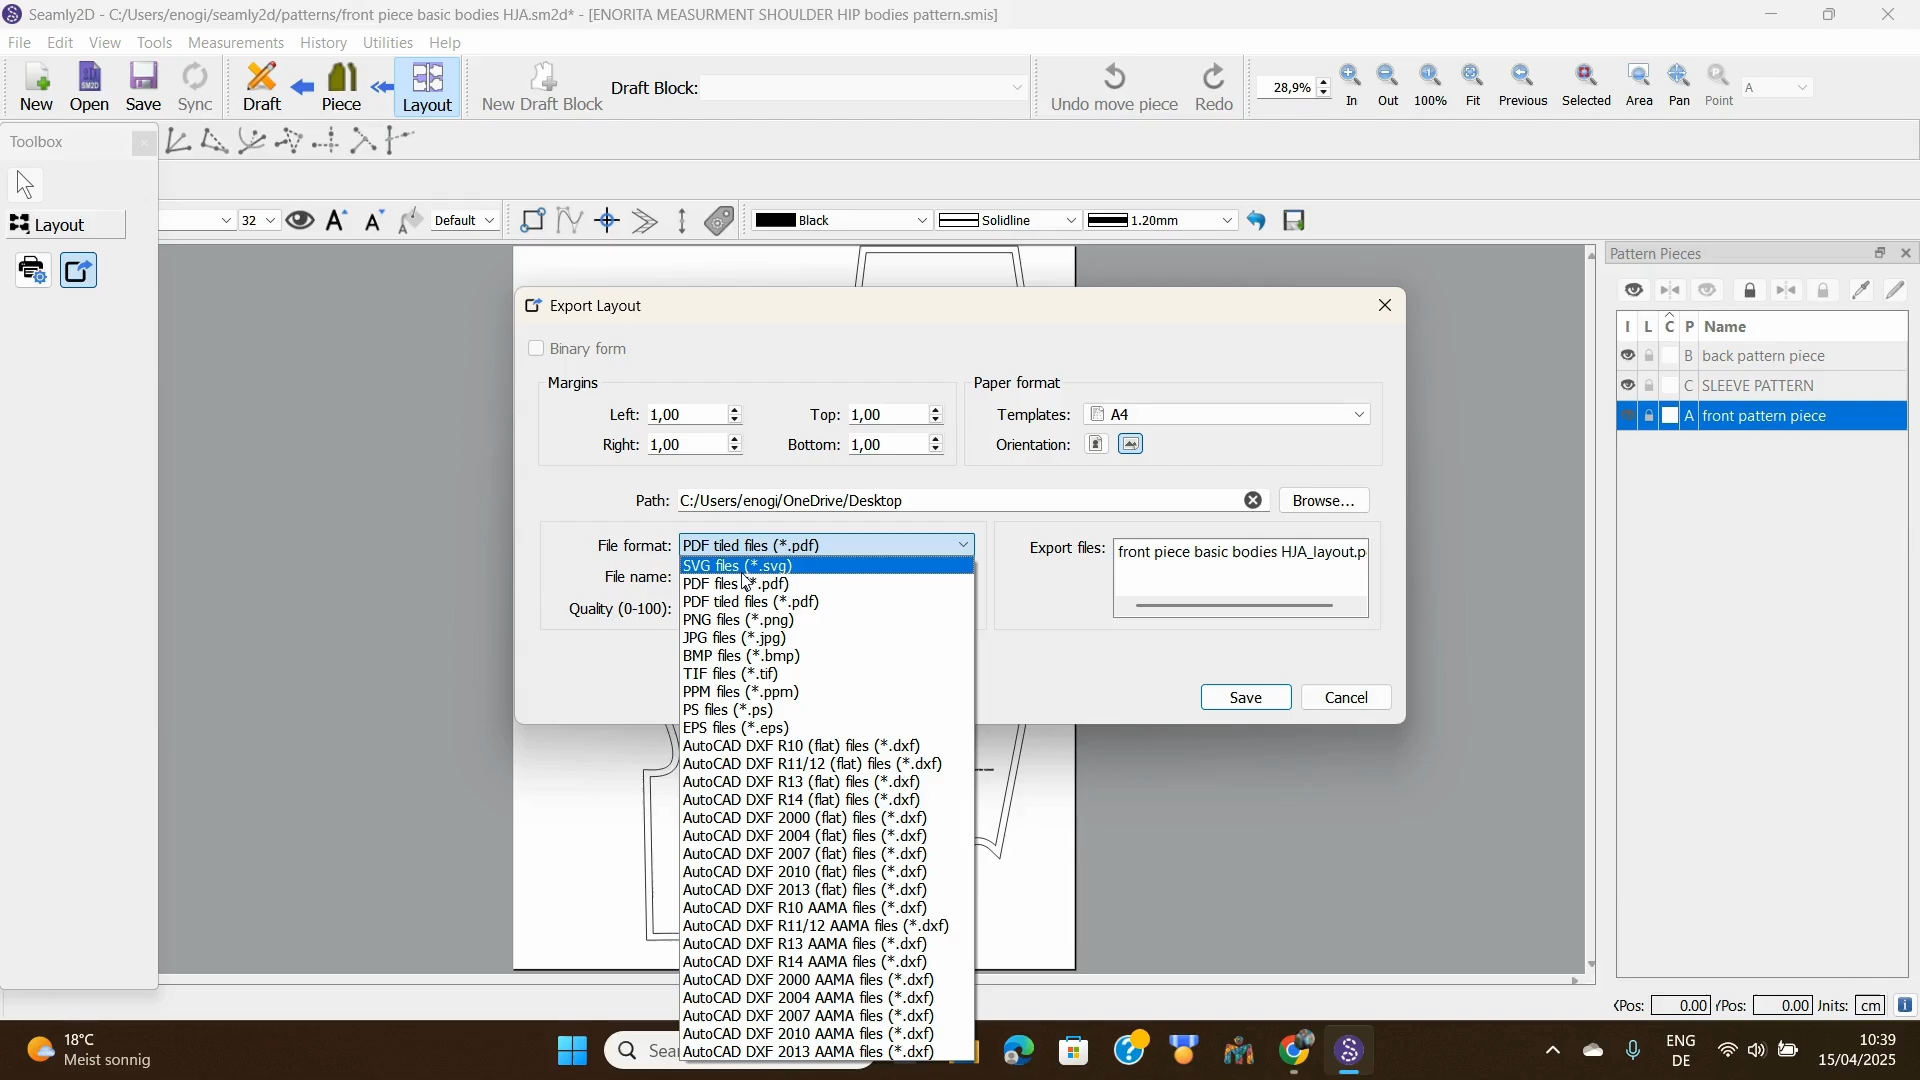 Seamly2D - C:/Users/enogi/seamly2d/patterns/front piece basic bodies HJA.sm2d* - [ENORITA MEASURMENT SHOULDER HIP bodies pattern.smis]
File Edit View Tools Measurements History Utilities Help
New Open Save Sync Draft Piece Layout New Draft Block Draft Block: Undo move piece Redo 28,9% In Out 100% Fit Previous Selected Area Pan Point A
Toolbox
Layout
32 Default Black Solidline 1.20mm
Pattern Pieces
I L C P Name
B back pattern piece
C SLEEVE PATTERN
A front pattern piece
Export Layout
Binary form
Margins
Left: 1,00 Top: 1,00
Right: 1,00 Bottom: 1,00
Paper format
Templates: A4
Orientation:
Path: C:/Users/enogi/OneDrive/Desktop Browse...
File format: PDF tiled files (*.pdf)
File name:
Quality (0-100):
Export files: front piece basic bodies HJA_layout.p
SVG files (*.svg)
PDF files (*.pdf)
PDF tiled files (*.pdf)
PNG files (*.png)
JPG files (*.jpg)
BMP files (*.bmp)
TIF files (*.tif)
PPM files (*.ppm)
PS files (*.ps)
EPS files (*.eps)
AutoCAD DXF R10 (flat) files (*.dxf)
AutoCAD DXF R11/12 (flat) files (*.dxf)
AutoCAD DXF R13 (flat) files (*.dxf)
AutoCAD DXF R14 (flat) files (*.dxf)
AutoCAD DXF 2000 (flat) files (*.dxf)
AutoCAD DXF 2004 (flat) files (*.dxf)
AutoCAD DXF 2007 (flat) files (*.dxf)
AutoCAD DXF 2010 (flat) files (*.dxf)
AutoCAD DXF 2013 (flat) files (*.dxf)
AutoCAD DXF R10 AAMA files (*.dxf)
AutoCAD DXF R11/12 AAMA files (*.dxf)
AutoCAD DXF R13 AAMA files (*.dxf)
AutoCAD DXF R14 AAMA files (*.dxf)
AutoCAD DXF 2000 AAMA files (*.dxf)
AutoCAD DXF 2004 AAMA files (*.dxf)
AutoCAD DXF 2007 AAMA files (*.dxf)
AutoCAD DXF 2010 AAMA files (*.dxf)
AutoCAD DXF 2013 AAMA files (*.dxf)
Save Cancel
XPos: 0.00 YPos: 0.00 Units: cm
18°C
Meist sonnig
Sea
ENG
DE
10:39
15/04/2025